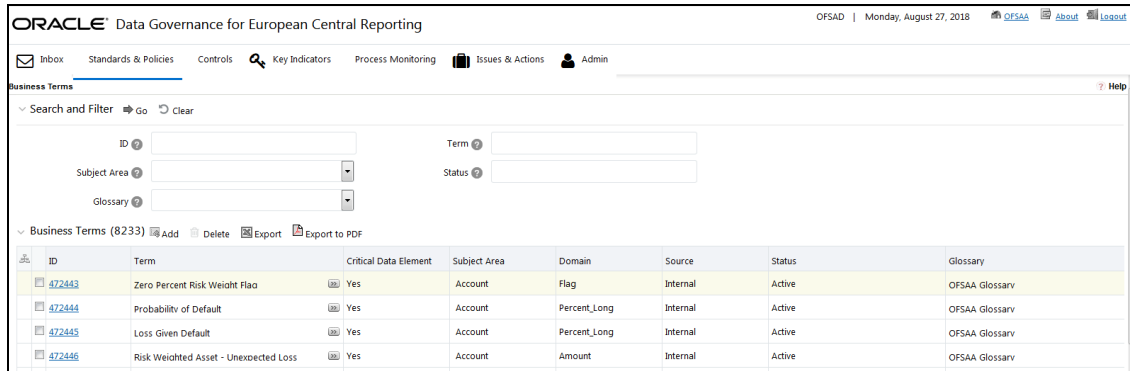 ORACLE® Data Governance for European Central Reporting
OFSAD | Monday, August 27, 2018 OFSAA About Logout
Inbox Standards & Policies Controls Key Indicators Process Monitoring Issues & Actions Admin
Business Terms ? Help
Search and Filter Go Clear
ID ? Term ?
Subject Area ? Status ?
Glossary ?
Business Terms (8233) Add Delete Export Export to PDF
ID Term Critical Data Element Subject Area Domain Source Status Glossary
472443 Zero Percent Risk Weight Flag >> Yes Account Flag Internal Active OFSAA Glossary
472444 Probability of Default >> Yes Account Percent_Long Internal Active OFSAA Glossary
472445 Loss Given Default >> Yes Account Percent_Long Internal Active OFSAA Glossary
472446 Risk Weighted Asset - Unexpected Loss >> Yes Account Amount Internal Active OFSAA Glossary